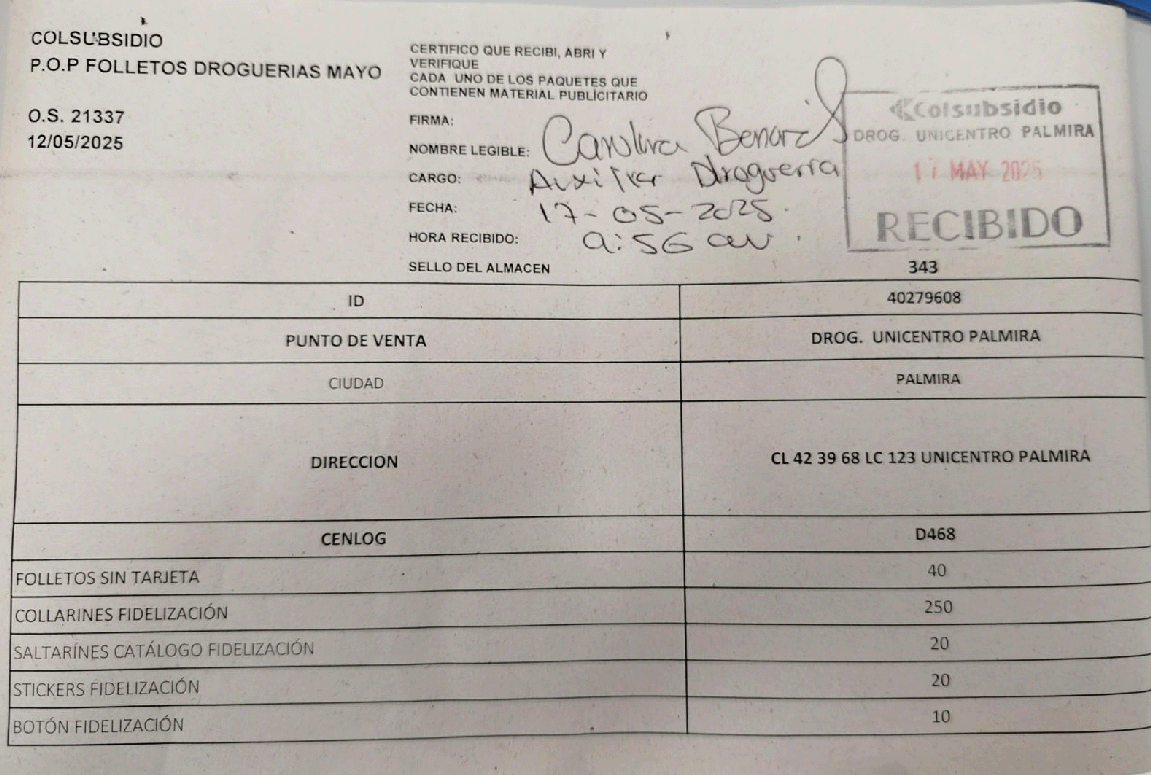 COLSUBSIDIO
P.O.P FOLLETOS DROGUERIAS MAYO
O.S. 21337
12/05/2025
CERTIFICO QUE RECIBI, ABRI Y
VERIFIQUE
CADA UNO DE LOS PAQUETES QUE
CONTIENEN MATERIAL PUBLICITARIO
FIRMA:
NOMBRE LEGIBLE: Carolina
CARGO: Auxiliar Drogueria
FECHA: 17-05-2025.
HORA RECIBIDO: 9:56 am.
SELLO DEL ALMACEN
Colsubsidio
DROG. UNICENTRO PALMIRA
17 MAY 2025
RECIBIDO
343
ID 40279608
PUNTO DE VENTA DROG. UNICENTRO PALMIRA
CIUDAD PALMIRA
DIRECCION CL 42 39 68 LC 123 UNICENTRO PALMIRA
CENLOG D468
FOLLETOS SIN TARJETA 40
COLLARINES FIDELIZACIÓN 250
SALTARÍNES CATÁLOGO FIDELIZACIÓN 20
STICKERS FIDELIZACIÓN 20
BOTÓN FIDELIZACIÓN 10